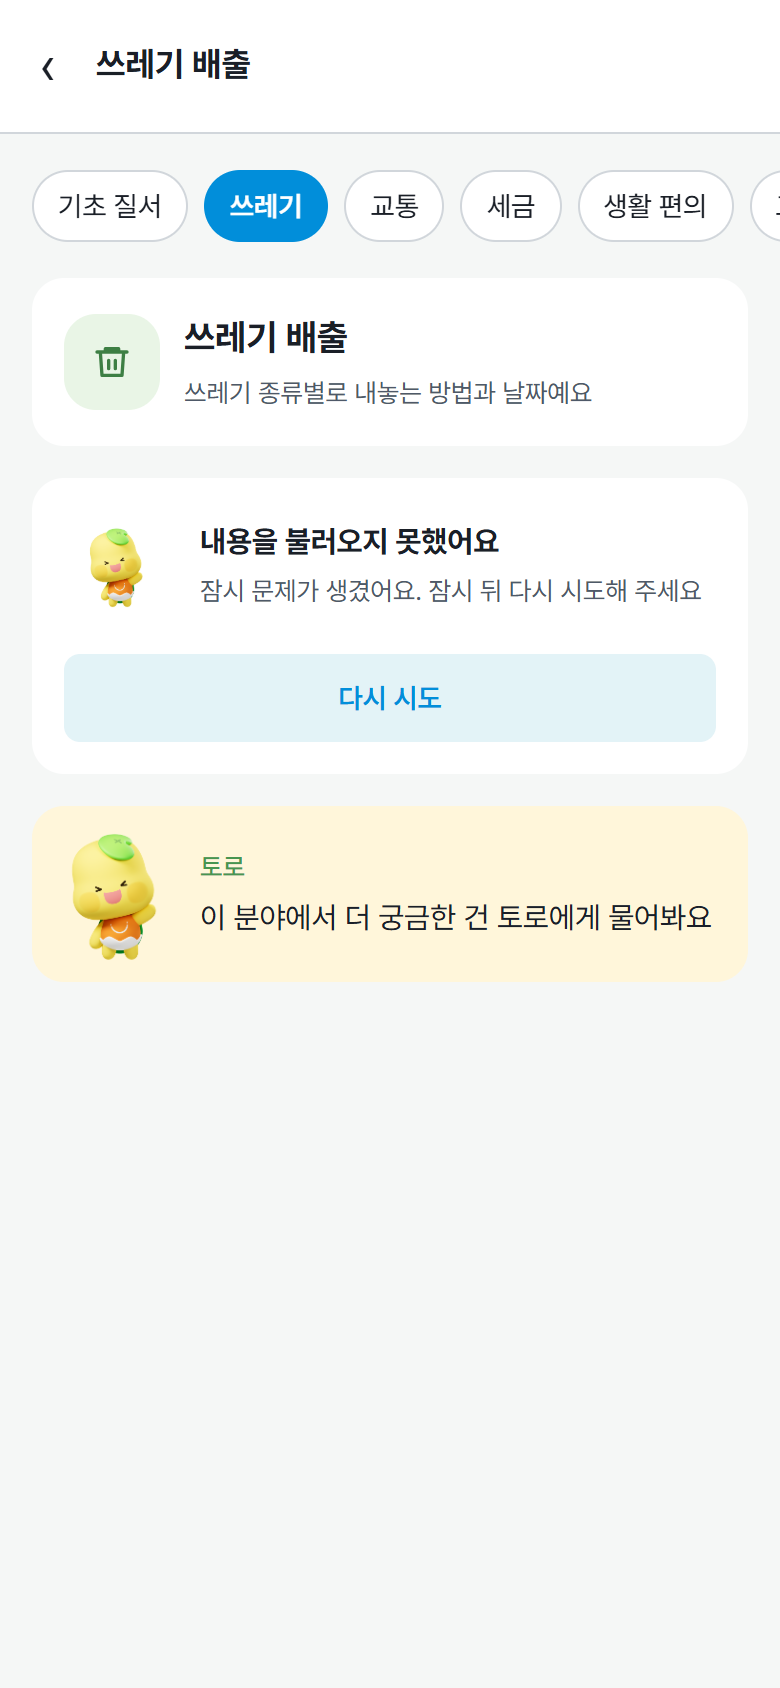 쓰레기 배출
기초 질서
쓰레기
교통
세금
생활 편의
쓰레기 배출
쓰레기 종류별로 내놓는 방법과 날짜예요
내용을 불러오지 못했어요
잠시 문제가 생겼어요. 잠시 뒤 다시 시도해 주세요
다시 시도
토로
이 분야에서 더 궁금한 건 토로에게 물어봐요